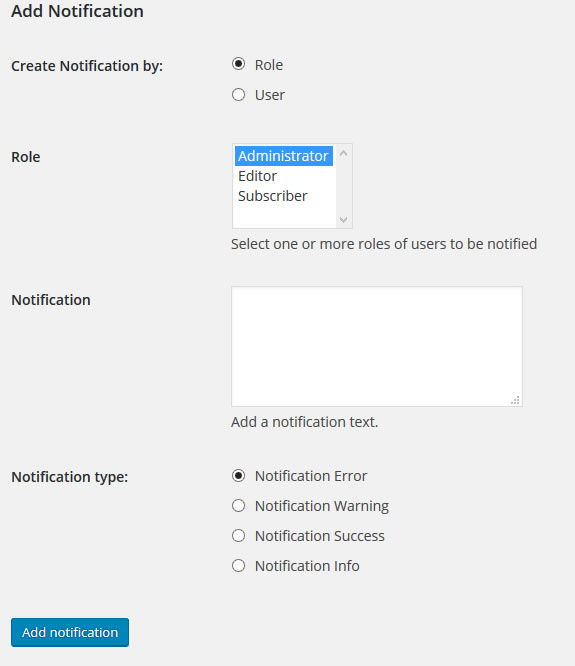 Add Notification
Create Notification by:
Role
User
Role
Administrator
Editor
Subscriber
Select one or more roles of users to be notified
Notification
Add a notification text.
Notification type:
Notification Error
Notification Warning
Notification Success
Notification Info
Add notification